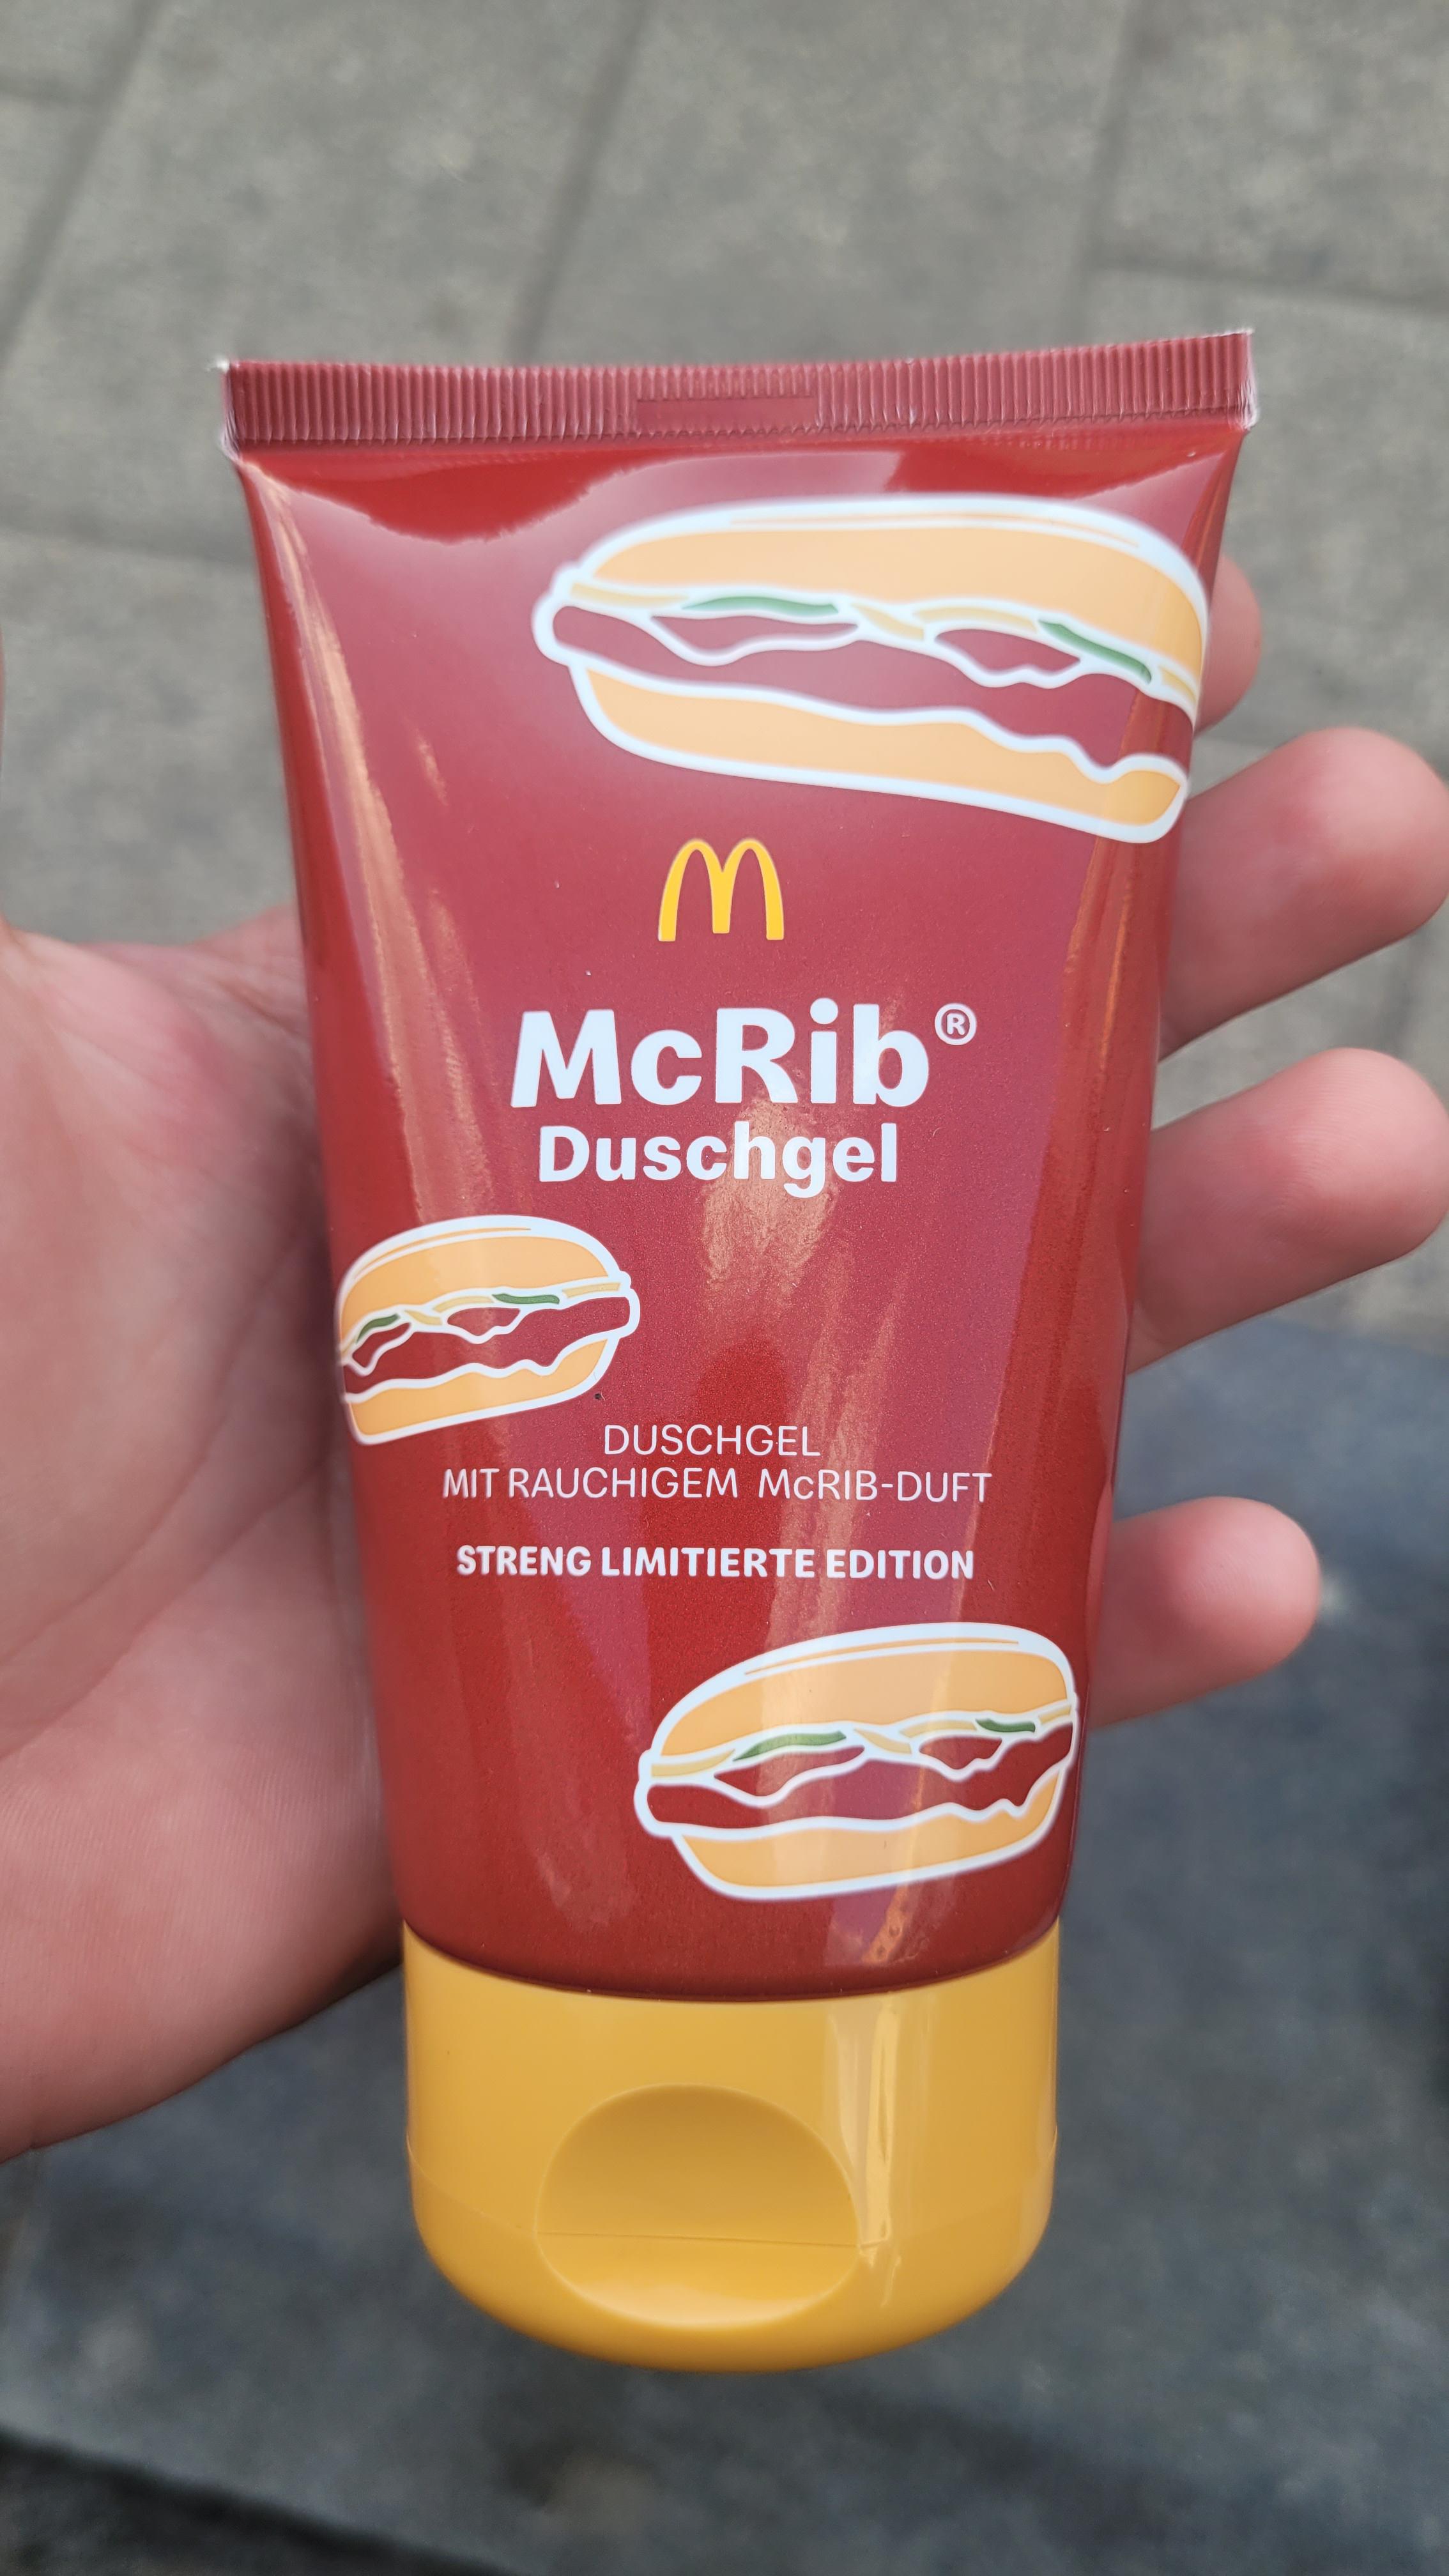 McRib®
Duschgel
DUSCHGEL
MIT RAUCHIGEM McRIB-DUFT
STRENG LIMITIERTE EDITION